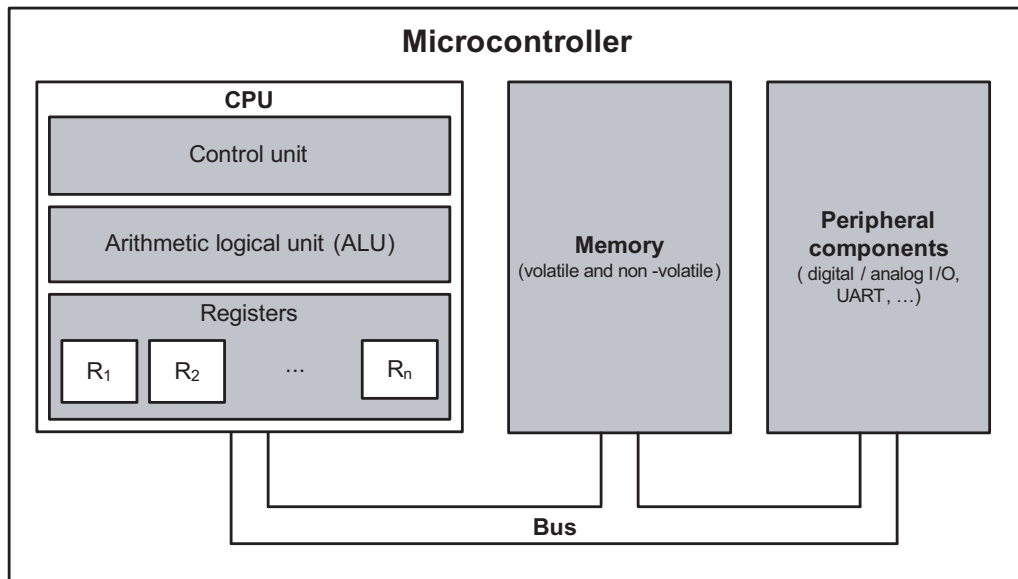 Microcontroller
CPU
Control unit
Arithmetic logical unit (ALU)
Registers
R₁ R₂ ... Rₙ
Memory
(volatile and non -volatile)
Peripheral
components
( digital / analog I/O,
UART, ...)
Bus